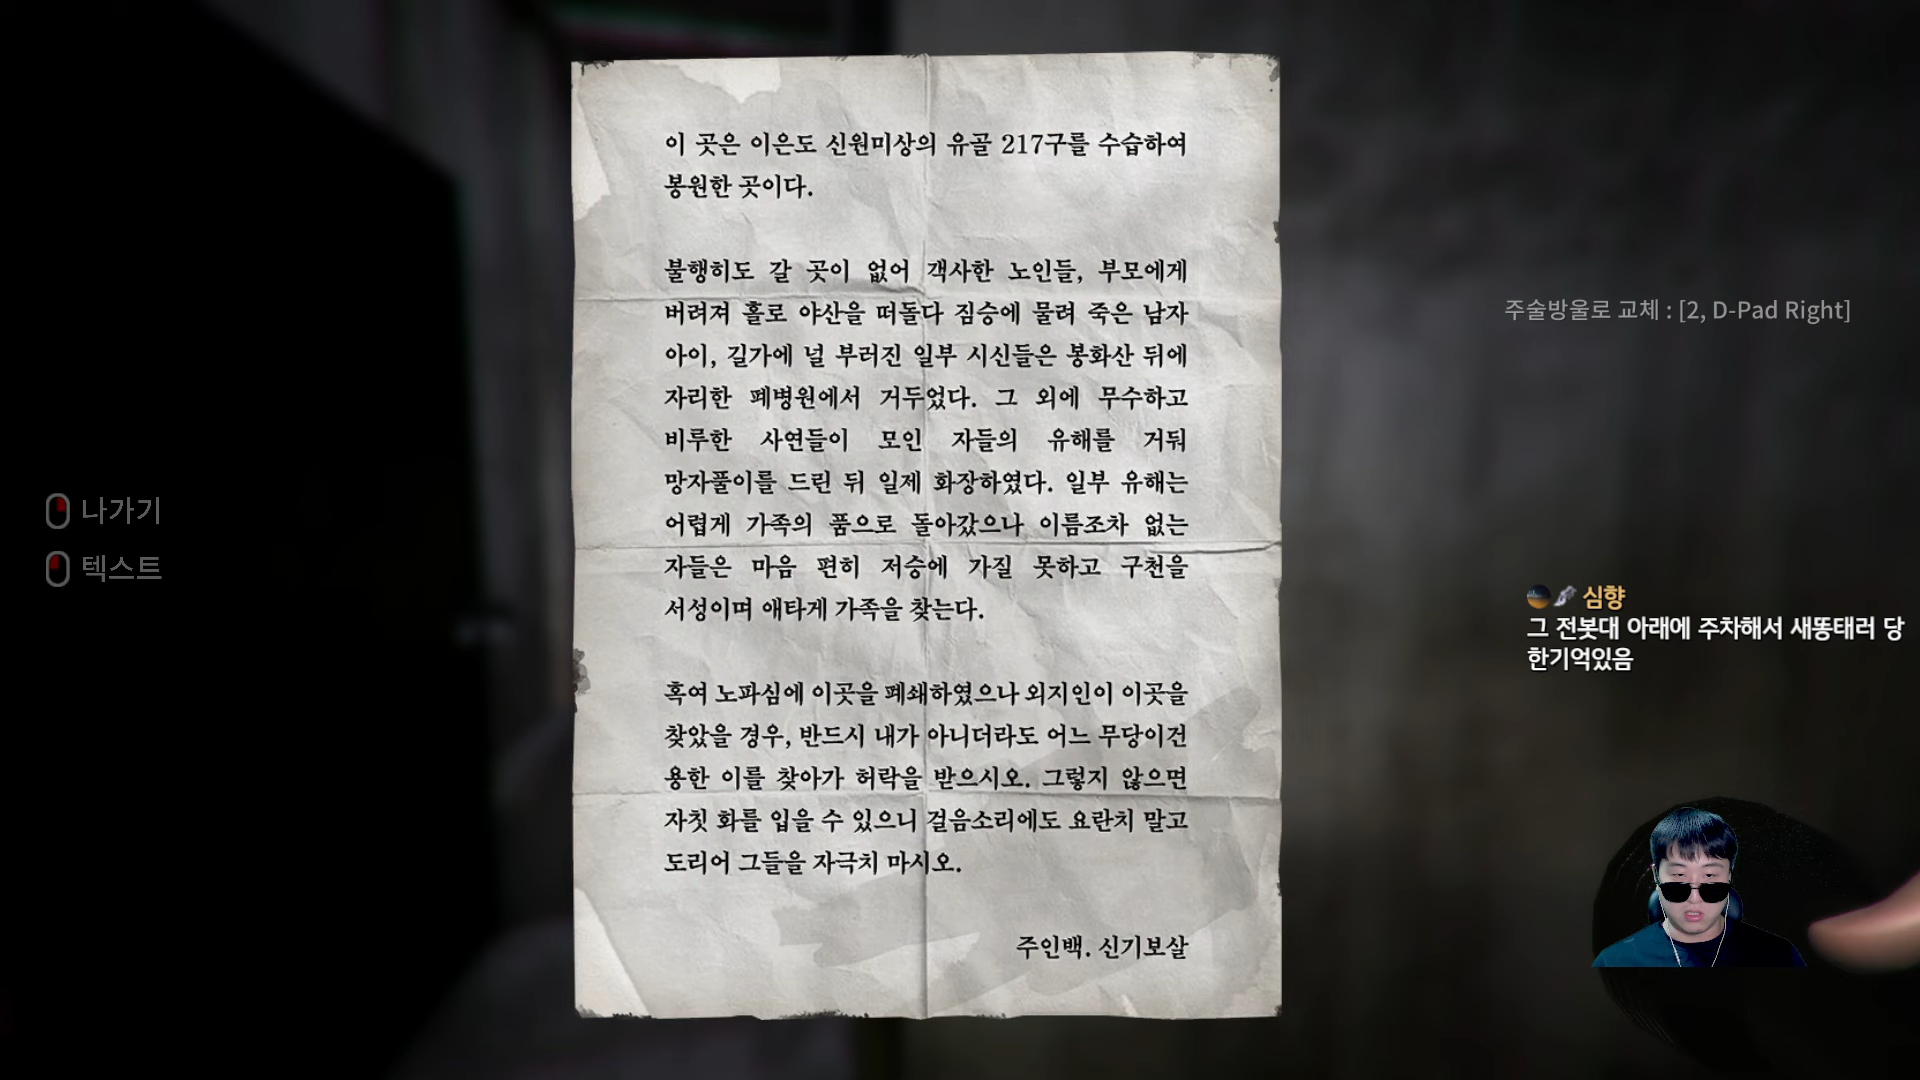 이 곳은 이은도 신원미상의 유골 217구를 수습하여
봉원한 곳이다.
불행히도 갈 곳이 없어 객사한 노인들, 부모에게
버려져 홀로 야산을 떠돌다 짐승에 물려 죽은 남자
아이, 길가에 널 부러진 일부 시신들은 봉화산 뒤에
자리한 폐병원에서 거두었다. 그 외에 무수하고
비루한 사연들이 모인 자들의 유해를 거둬
망자풀이를 드린 뒤 일제 화장하였다. 일부 유해는
어렵게 가족의 품으로 돌아갔으나 이름조차 없는
자들은 마음 편히 저승에 가질 못하고 구천을
서성이며 애타게 가족을 찾는다.
혹여 노파심에 이곳을 폐쇄하였으나 외지인이 이곳을
찾았을 경우, 반드시 내가 아니더라도 어느 무당이건
용한 이를 찾아가 허락을 받으시오. 그렇지 않으면
자칫 화를 입을 수 있으니 걸음소리에도 요란치 말고
도리어 그들을 자극치 마시오.
주인백. 신기보살
나가기
텍스트
주술방울로 교체 : [2, D-Pad Right]
심향
그 전봇대 아래에 주차해서 새똥태러 당
한기억있음